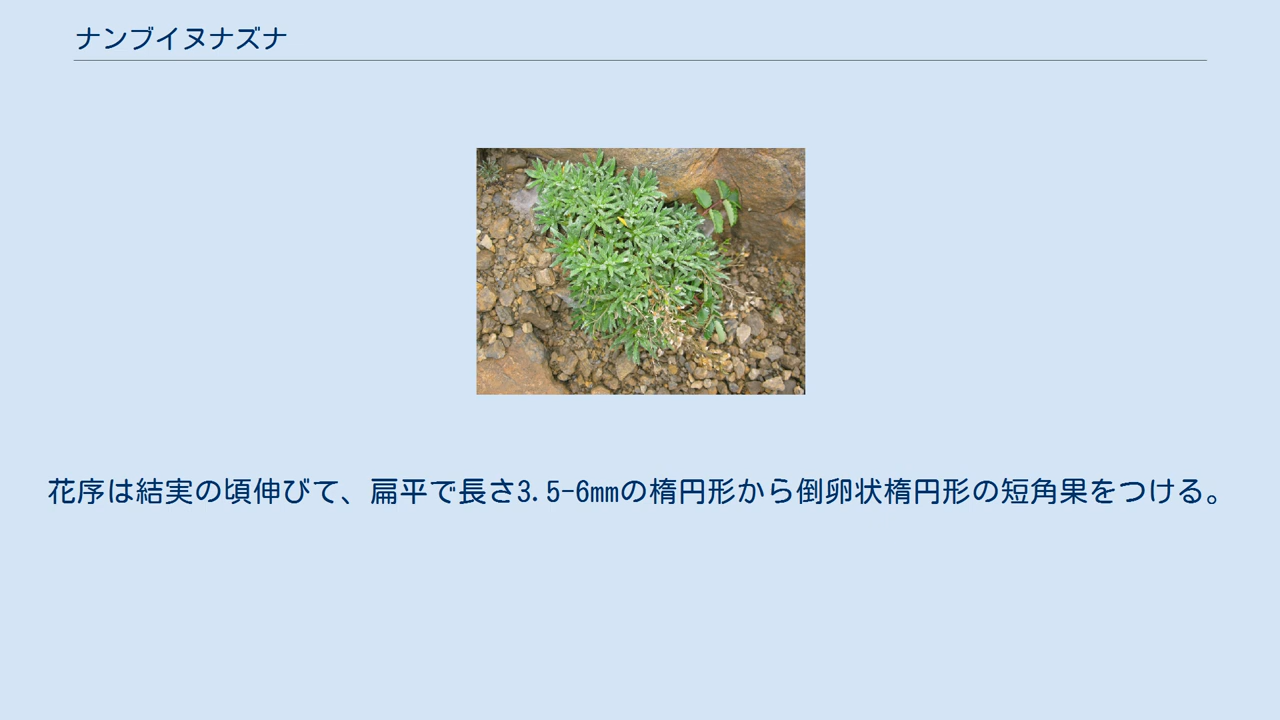 ナンブイヌナズナ
花序は結実の頃伸びて、扁平で長さ3.5-6mmの楕円形から倒卵状楕円形の短角果をつける。